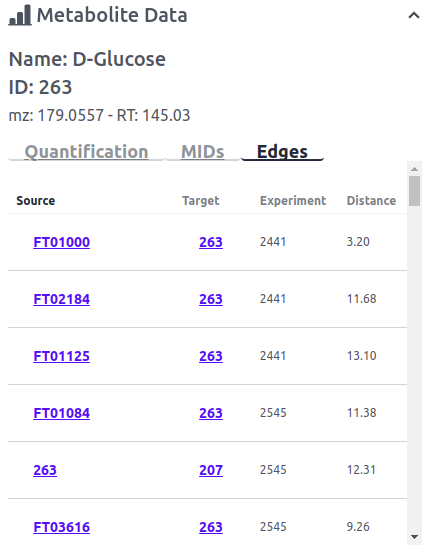 Metabolite Data
Name: D-Glucose
ID: 263
mz: 179.0557 - RT: 145.03
Quantification MIDs Edges
Source Target Experiment Distance
FT01000 263 2441 3.20
FT02184 263 2441 11.68
FT01125 263 2441 13.10
FT01084 263 2545 11.38
263 207 2545 12.31
FT03616 263 2545 9.26